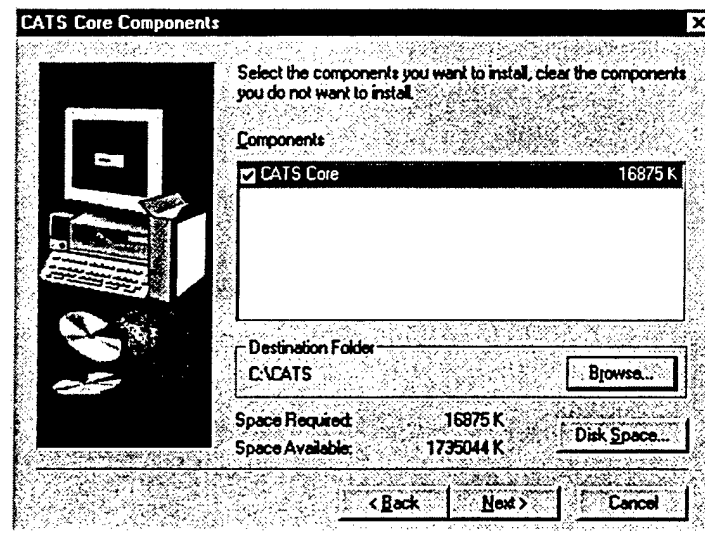 CATS Core Components
Select the components you want to install, clear the components
you do not want to install.
Components
CATS Core 16875 K
Destination Folder
C:\CATS
Browse...
Space Required: 16875 K
Space Available: 1735044 K
Disk Space...
< Back Next > Cancel